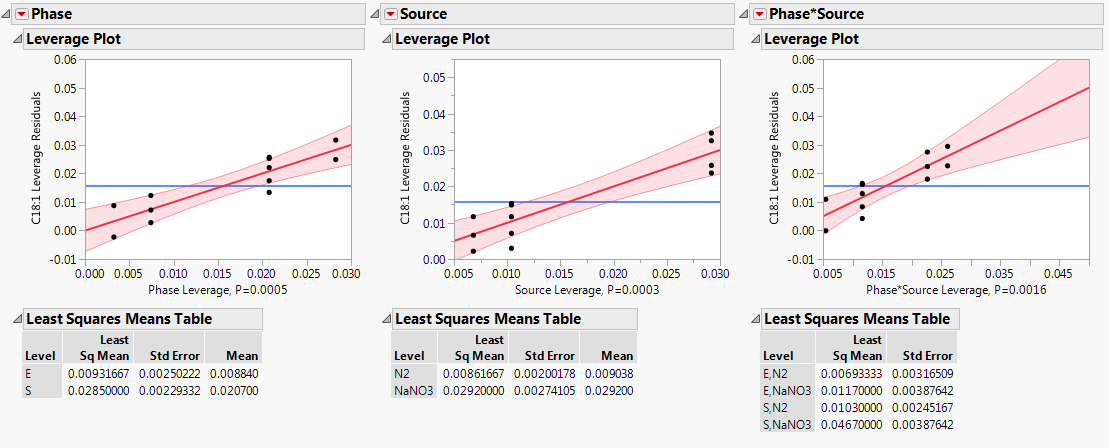 Phase
Leverage Plot
0.06
0.05
0.04
0.03
0.02
0.01
0.00
-0.01
C18:1 Leverage Residuals
0.000 0.005 0.010 0.015 0.020 0.025 0.030
Phase Leverage, P=0.0005
Least Squares Means Table
Least
Level Sq Mean Std Error Mean
E 0.00931667 0.00250222 0.008840
S 0.02850000 0.00229332 0.020700
Source
Leverage Plot
0.05
0.04
0.03
0.02
0.01
0.00
C18:1 Leverage Residuals
0.005 0.010 0.015 0.020 0.025 0.030
Source Leverage, P=0.0003
Least Squares Means Table
Least
Level Sq Mean Std Error Mean
N2 0.00861667 0.00200178 0.009038
NaNO3 0.02920000 0.00274105 0.029200
Phase*Source
Leverage Plot
0.06
0.05
0.04
0.03
0.02
0.01
0.00
-0.01
C18:1 Leverage Residuals
0.005 0.015 0.025 0.035 0.045
Phase*Source Leverage, P=0.0016
Least Squares Means Table
Least
Level Sq Mean Std Error
E,N2 0.00693333 0.00316509
E,NaNO3 0.01170000 0.00387642
S,N2 0.01030000 0.00245167
S,NaNO3 0.04670000 0.00387642